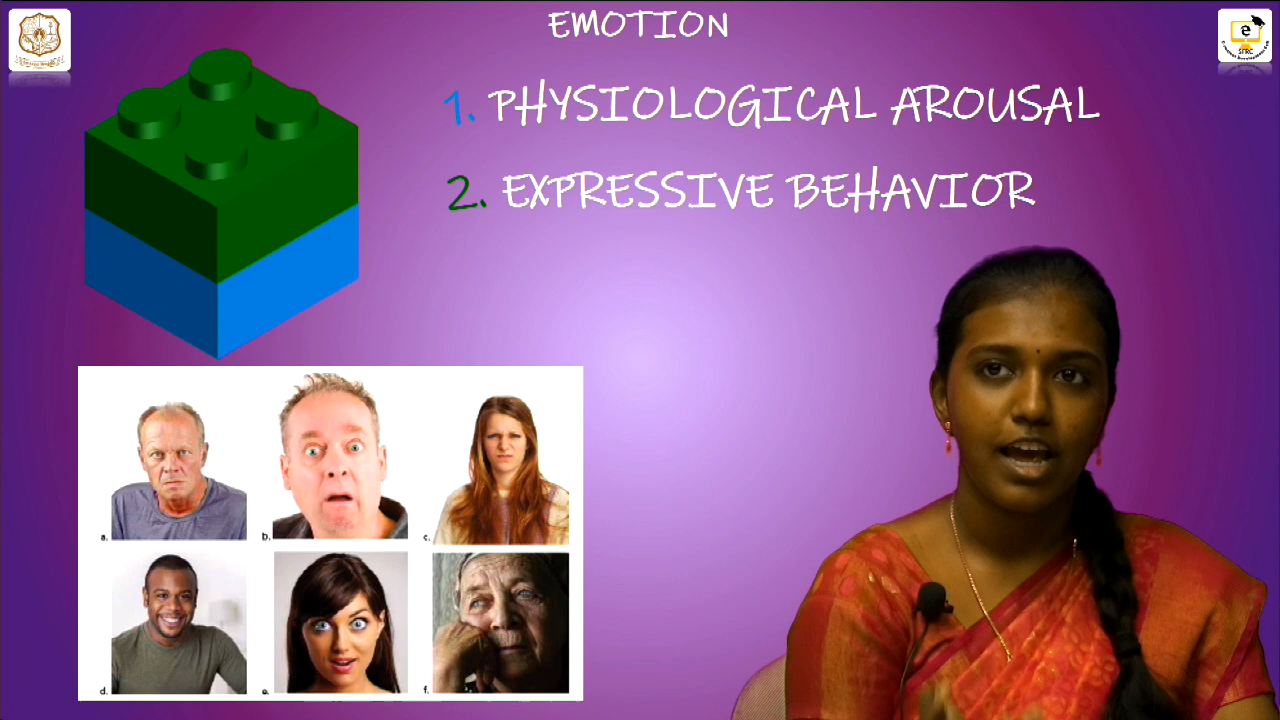 EMOTION
1. PHYSIOLOGICAL AROUSAL
2. EXPRESSIVE BEHAVIOR
e
a.
b.
c.
d.
e.
f.